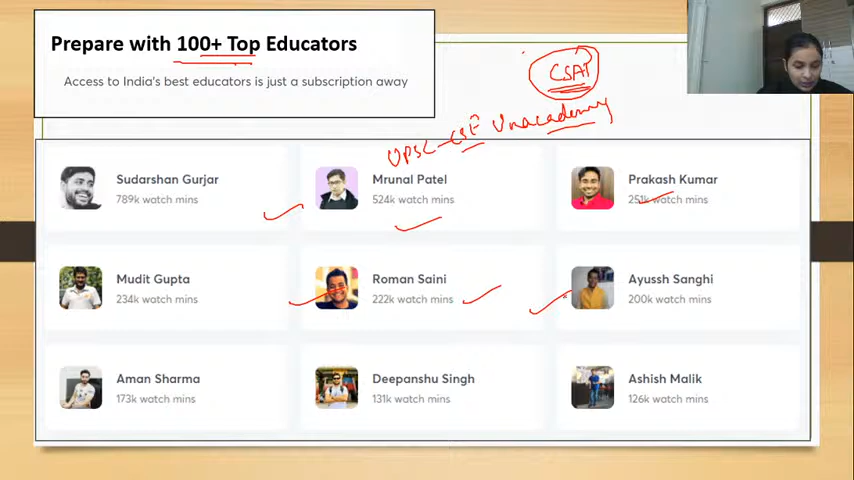 Prepare with 100+ Top Educators
Access to India's best educators is just a subscription away
CSAT
UPSC-CSE Unacademy
Sudarshan Gurjar
789k watch mins
Mrunal Patel
524k watch mins
Prakash Kumar
251k watch mins
Mudit Gupta
234k watch mins
Roman Saini
222k watch mins
Ayussh Sanghi
200k watch mins
Aman Sharma
173k watch mins
Deepanshu Singh
131k watch mins
Ashish Malik
126k watch mins